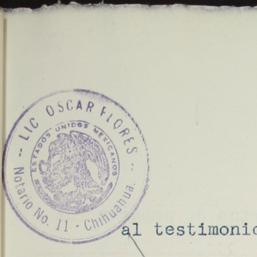 LIC OSCAR FLORES
ESTADOS UNIDOS MEXICANOS
Notario No. 11 - Chihuahua.
al testimonio